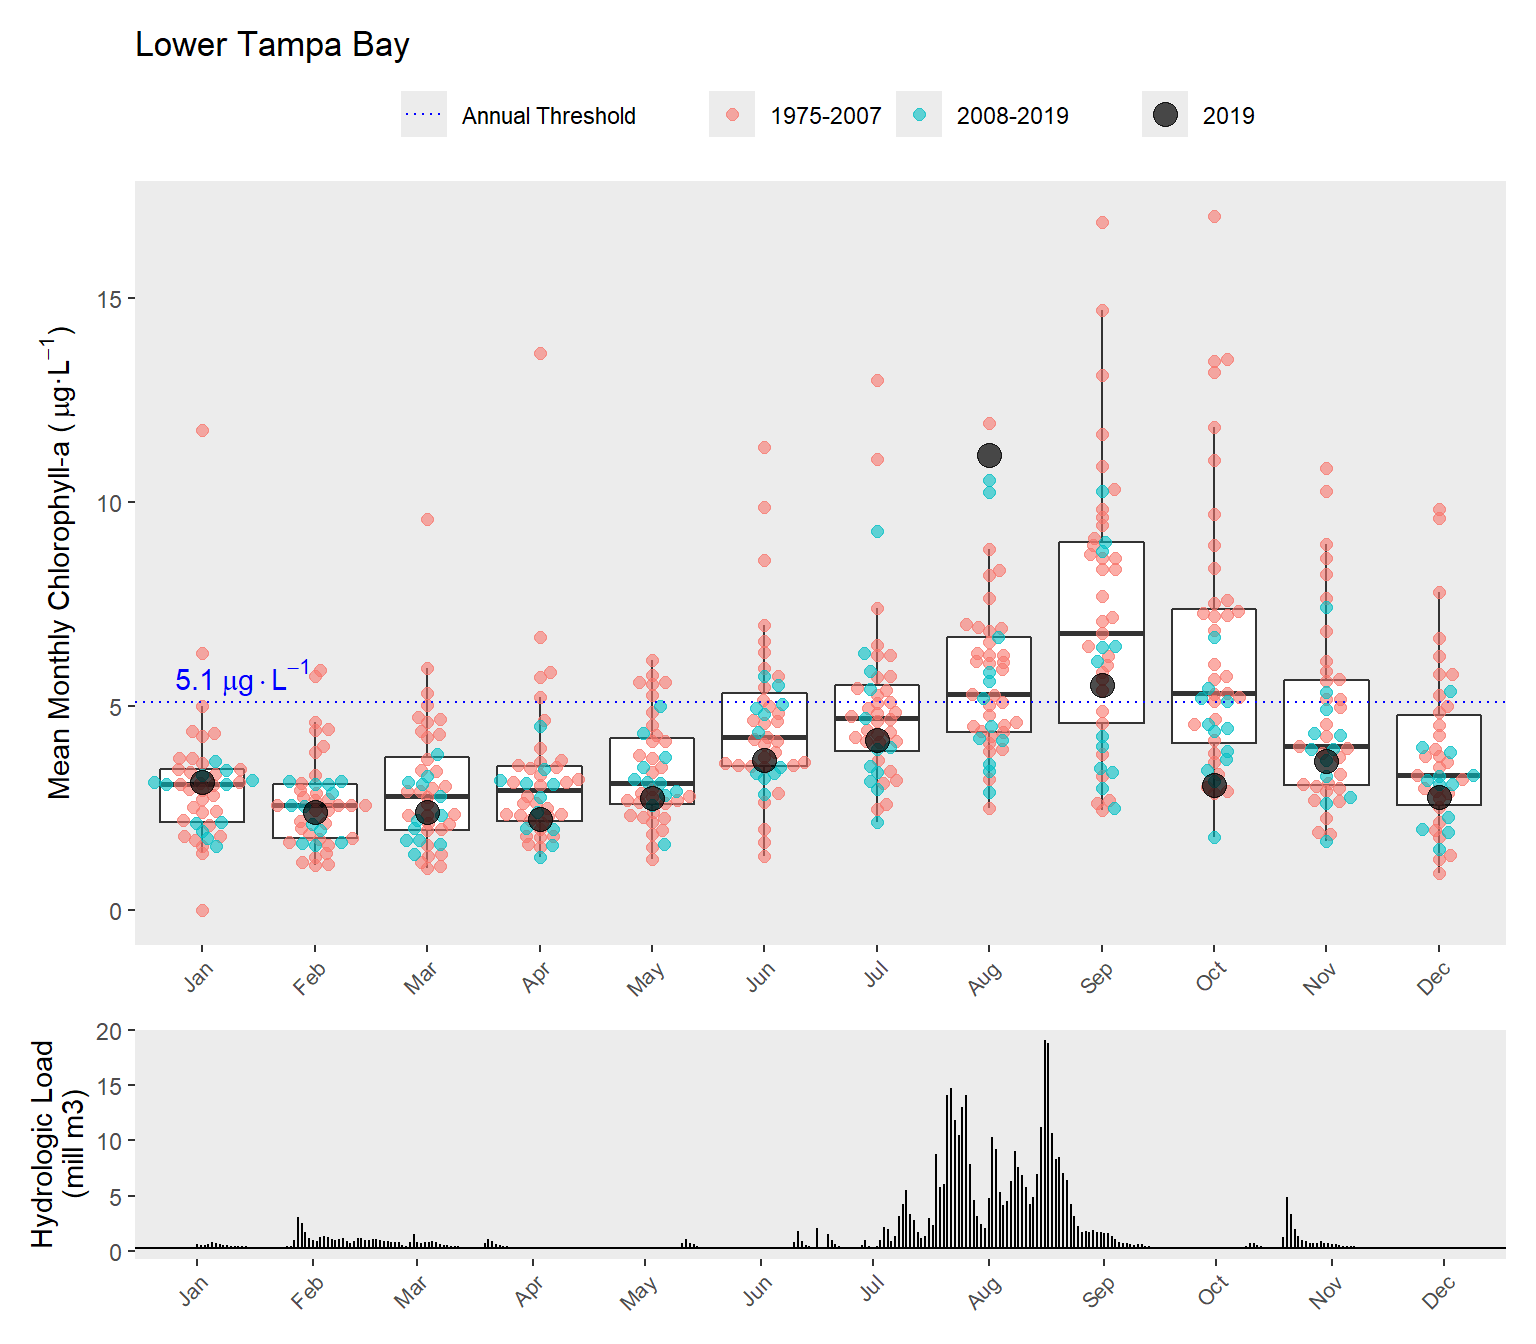 Lower Tampa Bay
Annual Threshold 1975-2007 2008-2019 2019
Mean Monthly Chlorophyll-a ( μg·L⁻¹)
15
10
5
0
5.1 μg·L⁻¹
Jan Feb Mar Apr May Jun Jul Aug Sep Oct Nov Dec
Hydrologic Load
(mill m3)
20
15
10
5
0
Jan Feb Mar Apr May Jun Jul Aug Sep Oct Nov Dec